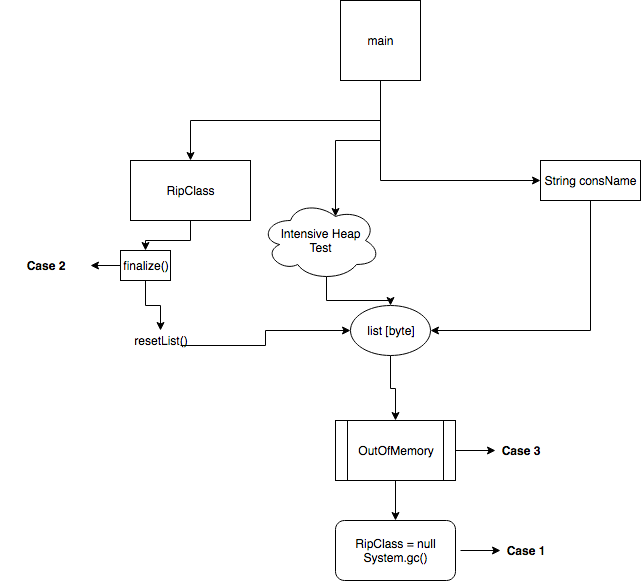 main
RipClass
String consName
Intensive Heap
Test
Case 2
finalize()
resetList()
list [byte]
OutOfMemory
Case 3
RipClass = null
System.gc()
Case 1